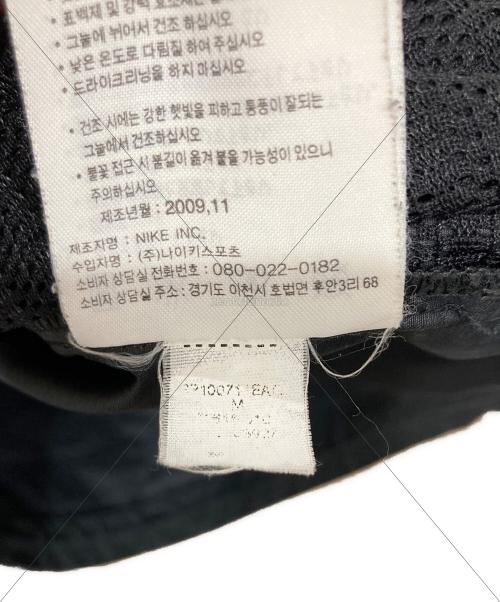 • 표백제 및 강력 효소세
• 그늘에 뉘어서 건조 하십시오
• 낮은 온도로 다림질 하여 주십시오
• 드라이크리닝을 하지 마십시오
• 건조 시에는 강한 햇빛을 피하고 통풍이 잘되는
그늘에서 건조하십시오
• 불꽃 접근 시 불길이 옮겨 붙을 가능성이 있으니
주의하십시오
제조년월 : 2009,11
제조자명 : NIKE INC.
수입자명 : (주)나이키스포츠
소비자 상담실 전화번호 : 080-022-0182
소비자 상담실 주소 : 경기도 이천시 호법면 후안3리 68
M